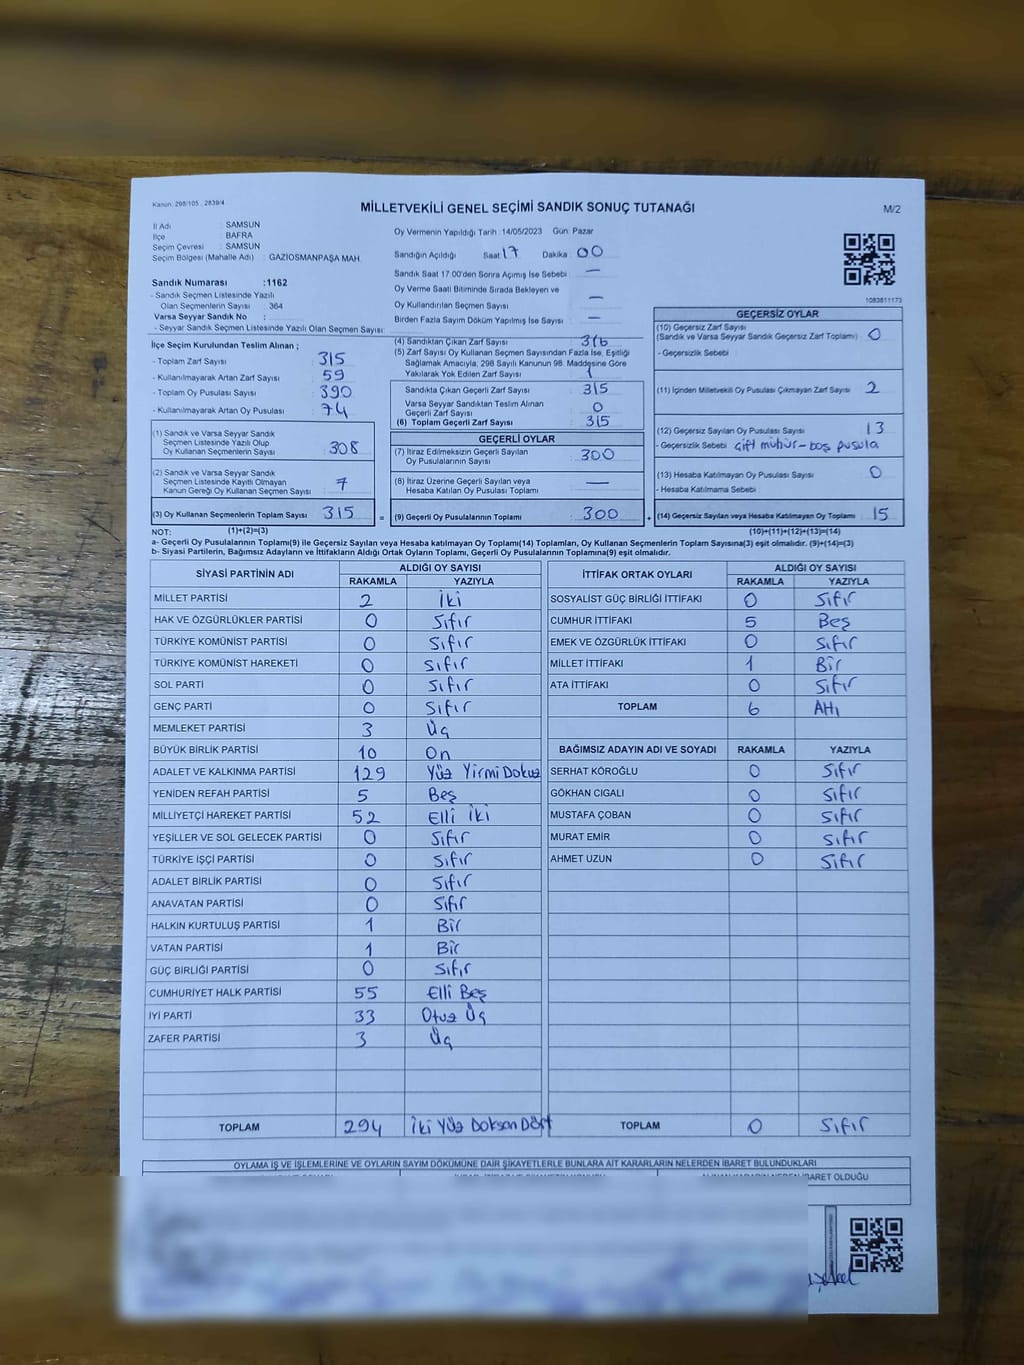 Kanun: 298/105 , 2839/4
MİLLETVEKİLİ GENEL SEÇİMİ SANDIK SONUÇ TUTANAĞI
M/2
İl Adı : SAMSUN
İlçe : BAFRA
Seçim Çevresi : SAMSUN
Seçim Bölgesi (Mahalle Adı) : GAZİOSMANPAŞA MAH.
Oy Vermenin Yapıldığı Tarih : 14/05/2023 Gün: Pazar
Sandığın Açıldığı Saat 17 Dakika : 00
Sandık Saat 17.00'den Sonra Açımış İse Sebebi : —
Oy Verme Saati Bitiminde Sırada Bekleyen ve
Oy Kullandırılan Seçmen Sayısı : —
Birden Fazla Sayım Döküm Yapılmış İse Sayısı : —
1083811173
Sandık Numarası :1162
- Sandık Seçmen Listesinde Yazılı
Olan Seçmenlerin Sayısı : 364
Varsa Seyyar Sandık No :
- Seyyar Sandık Seçmen Listesinde Yazılı Olan Seçmen Sayısı:
İlçe Seçim Kurulundan Teslim Alınan ;
- Toplam Zarf Sayısı : 315
- Kullanılmayarak Artan Zarf Sayısı : 59
- Toplam Oy Pusulası Sayısı : 390
- Kullanılmayarak Artan Oy Pusulası : 74
(1) Sandık ve Varsa Seyyar Sandık
Seçmen Listesinde Yazılı Olup
Oy Kullanan Seçmenlerin Sayısı : 308
(2) Sandık ve Varsa Seyyar Sandık
Seçmen Listesinde Kayıtlı Olmayan
Kanun Gereği Oy Kullanan Seçmen Sayısı : 7
(3) Oy Kullanan Seçmenlerin Toplam Sayısı : 315
(4) Sandıktan Çıkan Zarf Sayısı : 316
(5) Zarf Sayısı Oy Kullanan Seçmen Sayısından Fazla İse, Eşitliği
Sağlamak Amacıyla, 298 Sayılı Kanunun 98. Maddesine Göre
Yakılarak Yok Edilen Zarf Sayısı : 1
Sandıkta Çıkan Geçerli Zarf Sayısı : 315
Varsa Seyyar Sandıktan Teslim Alınan
Geçerli Zarf Sayısı : 0
(6) Toplam Geçerli Zarf Sayısı : 315
GEÇERLİ OYLAR
(7) İtiraz Edilmeksizin Geçerli Sayılan
Oy Pusulalarının Sayısı : 300
(8) İtiraz Üzerine Geçerli Sayılan veya
Hesaba Katılan Oy Pusulası Toplamı : —
= (9) Geçerli Oy Pusulalarının Toplamı : 300
GEÇERSİZ OYLAR
(10) Geçersiz Zarf Sayısı
(Sandık ve Varsa Seyyar Sandık Geçersiz Zarf Toplamı) : 0
- Geçersizlik Sebebi :
(11) İçinden Milletvekili Oy Pusulası Çıkmayan Zarf Sayısı : 2
(12) Geçersiz Sayılan Oy Pusulası Sayısı : 13
- Geçersizlik Sebebi : Çift mühür-boş pusula
(13) Hesaba Katılmayan Oy Pusulası Sayısı : 0
- Hesaba Katılmama Sebebi :
+ (14) Geçersiz Sayılan veya Hesaba Katılmayan Oy Toplamı : 15
NOT: (1)+(2)=(3) (10)+(11)+(12)+(13)=(14)
a- Geçerli Oy Pusulalarının Toplamı(9) ile Geçersiz Sayılan veya Hesaba katılmayan Oy Toplamı(14) Toplamları, Oy Kullanan Seçmenlerin Toplam Sayısına(3) eşit olmalıdır. (9)+(14)=(3)
b- Siyasi Partilerin, Bağımsız Adayların ve İttifakların Aldığı Ortak Oyların Toplamı, Geçerli Oy Pusulalarının Toplamına(9) eşit olmalıdır.
SİYASİ PARTİNİN ADI ALDIĞI OY SAYISI
RAKAMLA YAZIYLA
MİLLET PARTİSİ 2 İki
HAK VE ÖZGÜRLÜKLER PARTİSİ 0 Sıfır
TÜRKİYE KOMÜNİST PARTİSİ 0 Sıfır
TÜRKİYE KOMÜNİST HAREKETİ 0 Sıfır
SOL PARTİ 0 Sıfır
GENÇ PARTİ 0 Sıfır
MEMLEKET PARTİSİ 3 Üç
BÜYÜK BİRLİK PARTİSİ 10 On
ADALET VE KALKINMA PARTİSİ 129 Yüz Yirmi Dokuz
YENİDEN REFAH PARTİSİ 5 Beş
MİLLİYETÇİ HAREKET PARTİSİ 52 Elli İki
YEŞİLLER VE SOL GELECEK PARTİSİ 0 Sıfır
TÜRKİYE İŞÇİ PARTİSİ 0 Sıfır
ADALET BİRLİK PARTİSİ 0 Sıfır
ANAVATAN PARTİSİ 0 Sıfır
HALKIN KURTULUŞ PARTİSİ 1 Bir
VATAN PARTİSİ 1 Bir
GÜÇ BİRLİĞİ PARTİSİ 0 Sıfır
CUMHURİYET HALK PARTİSİ 55 Elli Beş
İYİ PARTİ 33 Otuz Üç
ZAFER PARTİSİ 3 Üç
TOPLAM 294 İki Yüz Doksan Dört
İTTİFAK ORTAK OYLARI ALDIĞI OY SAYISI
RAKAMLA YAZIYLA
SOSYALİST GÜÇ BİRLİĞİ İTTİFAKI 0 Sıfır
CUMHUR İTTİFAKI 5 Beş
EMEK VE ÖZGÜRLÜK İTTİFAKI 0 Sıfır
MİLLET İTTİFAKI 1 Bir
ATA İTTİFAKI 0 Sıfır
TOPLAM 6 Altı
BAĞIMSIZ ADAYIN ADI VE SOYADI RAKAMLA YAZIYLA
SERHAT KÖROĞLU 0 Sıfır
GÖKHAN CIGALI 0 Sıfır
MUSTAFA ÇOBAN 0 Sıfır
MURAT EMİR 0 Sıfır
AHMET UZUN 0 Sıfır
TOPLAM 0 Sıfır
OYLAMA İŞ VE İŞLEMLERİNE VE OYLARIN SAYIM DÖKÜMÜNE DAİR ŞİKAYETLERLE BUNLARA AİT KARARLARIN NELERDEN İBARET BULUNDUKLARI
İBARET OLDUĞU